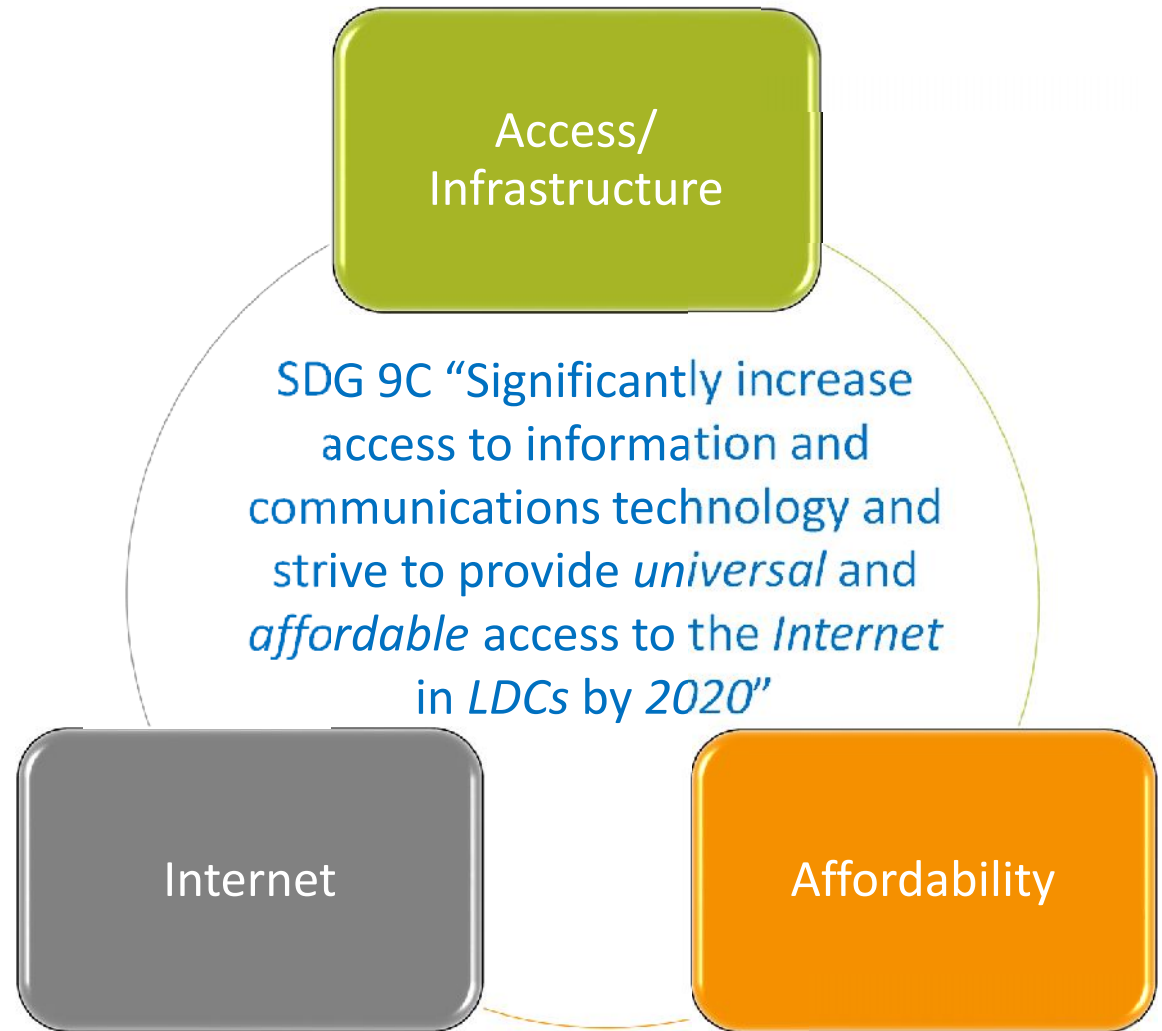 Access/
Infrastructure
SDG 9C “Significantly increase
access to information and
communications technology and
strive to provide universal and
affordable access to the Internet
in LDCs by 2020”
Internet
Affordability